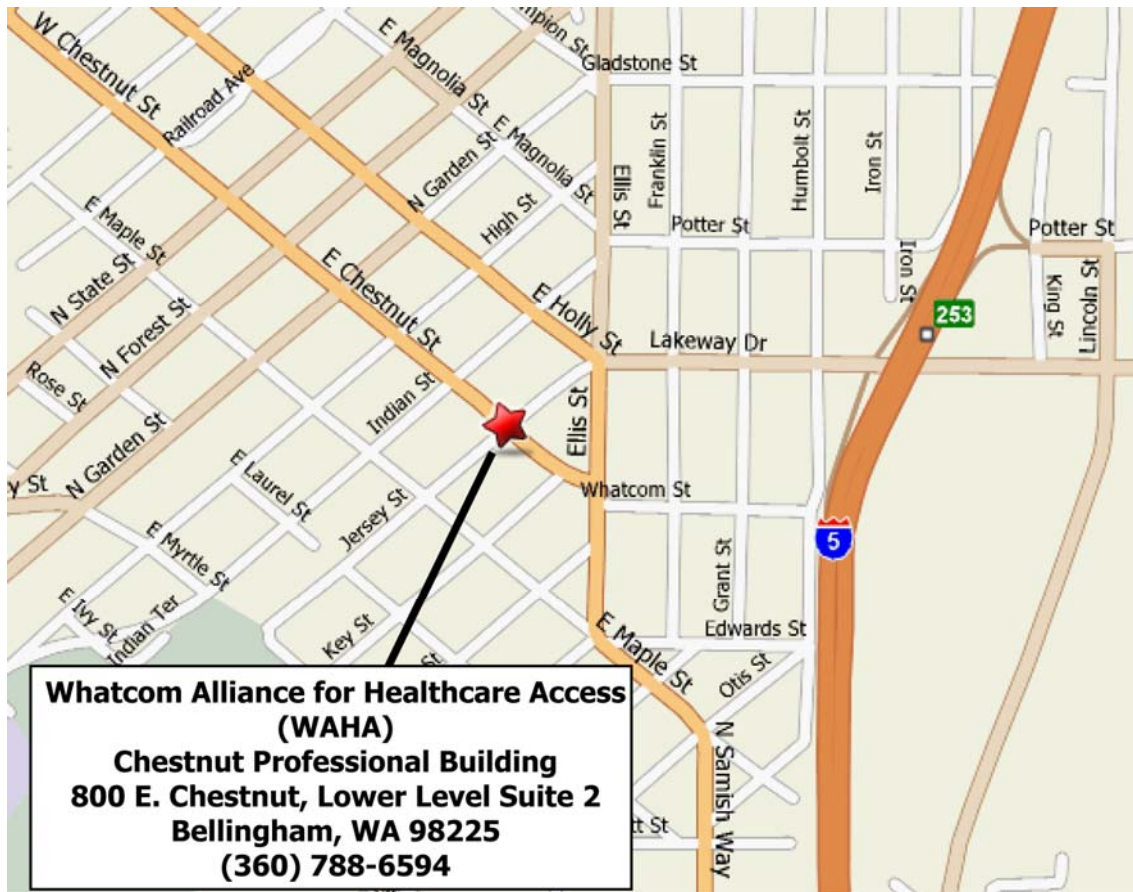 W Chestnut St
Railroad Ave
E Magnolia St
Gladstone St
E Magnolia St
N Garden St
High St
Ellis St
Franklin St
Humbolt St
Iron St
Potter St
Potter St
E Maple St
N State St
E Chestnut St
N Forest St
E Holly St
Lakeway Dr
Iron St
253
King St
Lincoln St
Rose St
Indian St
Ellis St
N Garden St
y St
E Laurel St
Jersey St
Whatcom St
5
E Myrtle St
Grant St
E Ivy St
Indian Ter
Key St
Edwards St
E Maple St
Otis St
N Samish Way
Whatcom Alliance for Healthcare Access
(WAHA)
Chestnut Professional Building
800 E. Chestnut, Lower Level Suite 2
Bellingham, WA 98225
(360) 788-6594
tt St